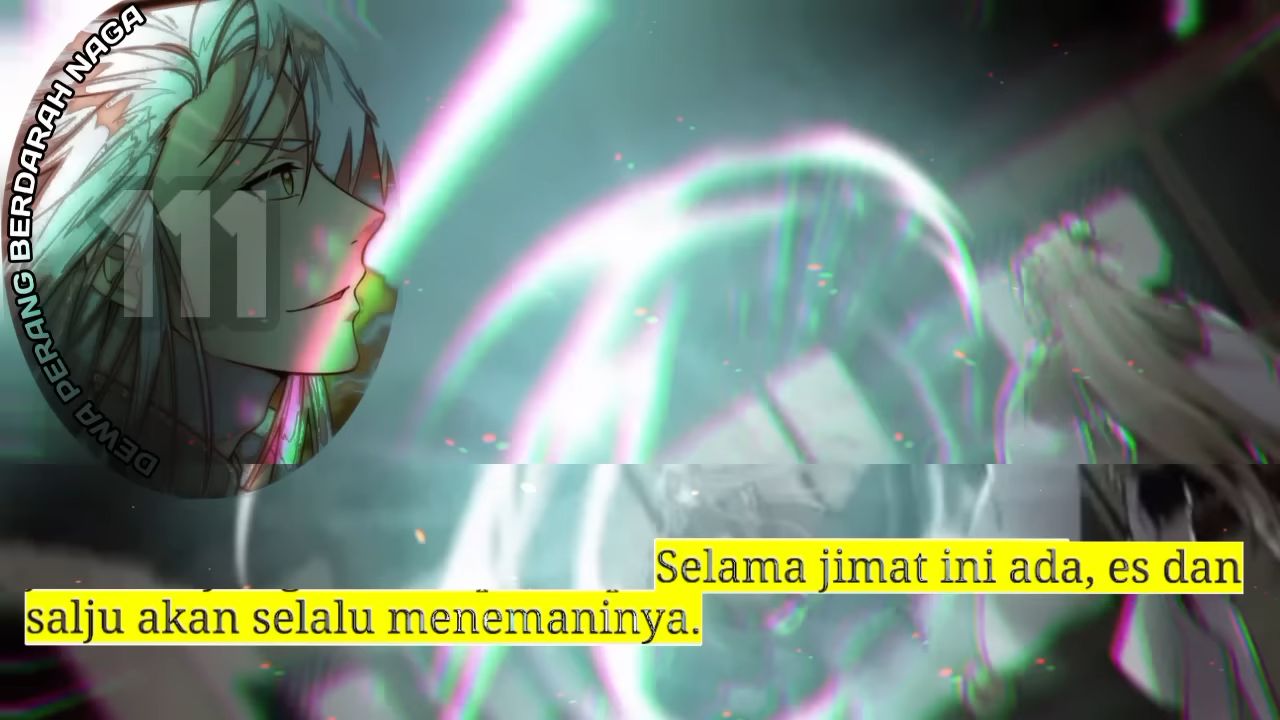 DEWA PERANG BERDARAH NAGA
111
Selama jimat ini ada, es dan
salju akan selalu menemaninya.